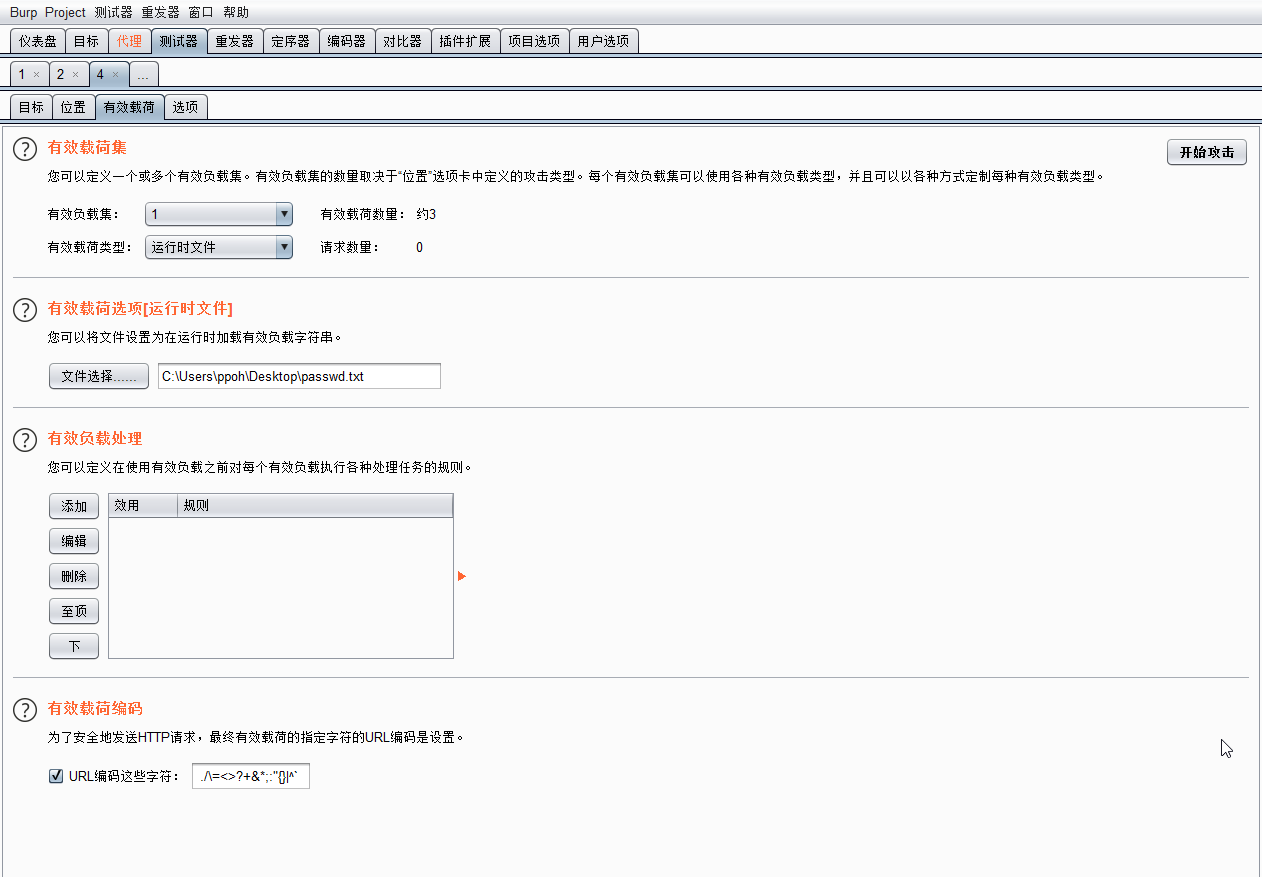 Burp Project 测试器 重发器 窗口 帮助
仪表盘 目标 代理 测试器 重发器 定序器 编码器 对比器 插件扩展 项目选项 用户选项
1 × 2 × 4 × ...
目标 位置 有效载荷 选项
? 有效载荷集 开始攻击
您可以定义一个或多个有效负载集。有效负载集的数量取决于“位置”选项卡中定义的攻击类型。每个有效负载集可以使用各种有效负载类型，并且可以以各种方式定制每种有效负载类型。
有效负载集： 1 有效载荷数量： 约3
有效载荷类型： 运行时文件 请求数量： 0
? 有效载荷选项[运行时文件]
您可以将文件设置为在运行时加载有效负载字符串。
文件选择...... C:\Users\ppoh\Desktop\passwd.txt
? 有效负载处理
您可以定义在使用有效负载之前对每个有效负载执行各种处理任务的规则。
添加 效用 规则
编辑
删除
至顶
下
? 有效载荷编码
为了安全地发送HTTP请求，最终有效载荷的指定字符的URL编码是设置。
URL编码这些字符： ./\=<>?+&*;:"{}|^`